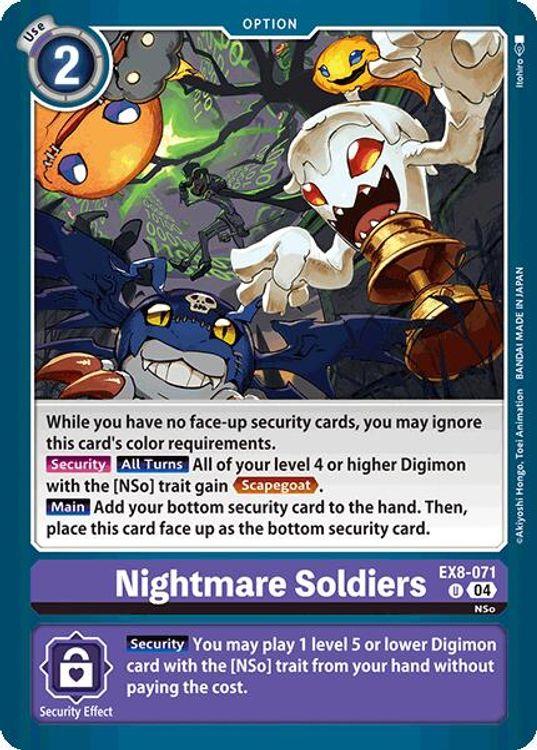 OPTION
Use
2
While you have no face-up security cards, you may ignore
this card's color requirements.
Security All Turns All of your level 4 or higher Digimon
with the [NSo] trait gain Scapegoat.
Main Add your bottom security card to the hand. Then,
place this card face up as the bottom security card.
Nightmare Soldiers
EX8-071
U 04
NSo
Security You may play 1 level 5 or lower Digimon
card with the [NSo] trait from your hand without
paying the cost.
Security Effect
Itohiro
©Akiyoshi Hongo, Toei Animation BANDAI MADE IN JAPAN